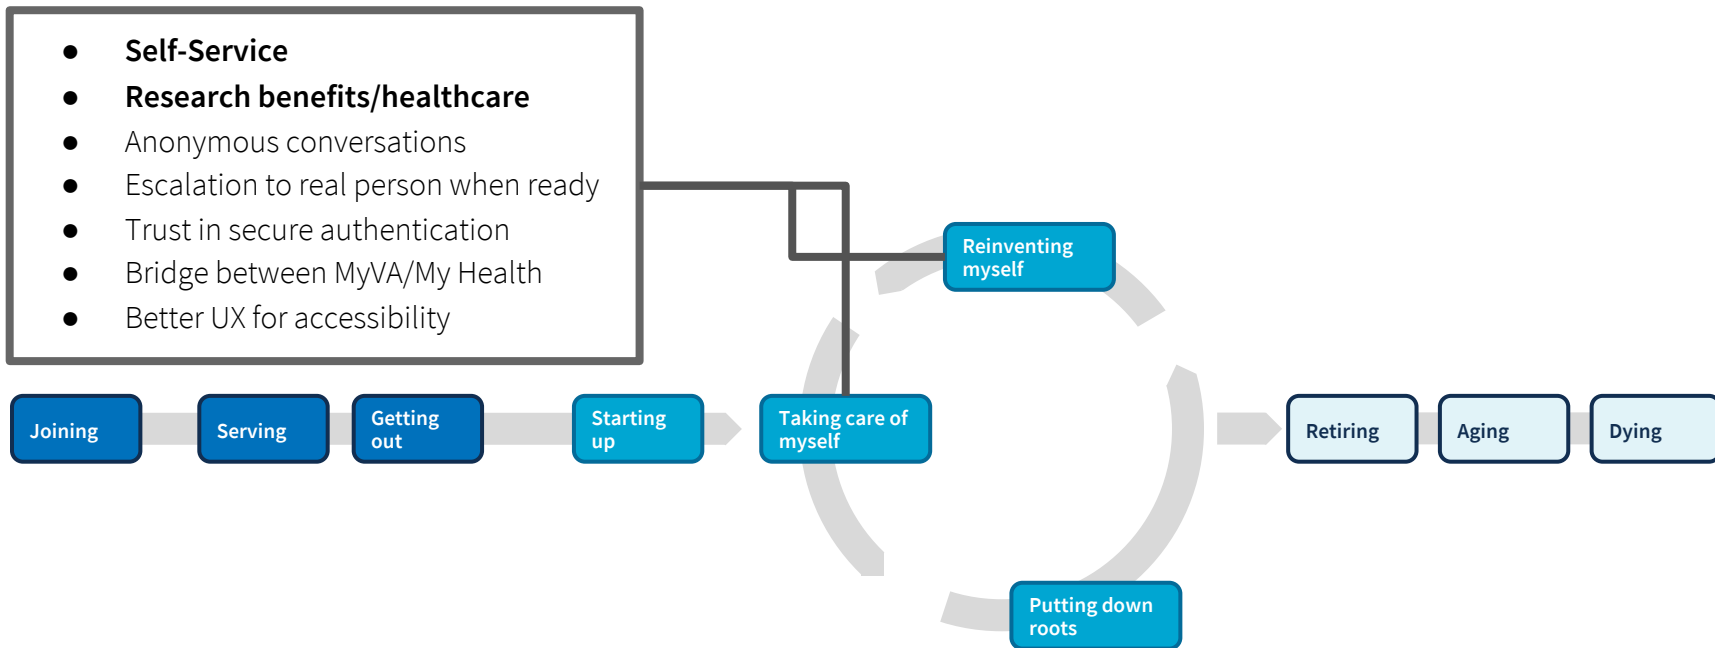 ● Self-Service
● Research benefits/healthcare
● Anonymous conversations
● Escalation to real person when ready
● Trust in secure authentication
● Bridge between MyVA/My Health
● Better UX for accessibility
Reinventing
myself
Joining
Serving
Getting
out
Starting
up
Taking care of
myself
Retiring
Aging
Dying
Putting down
roots